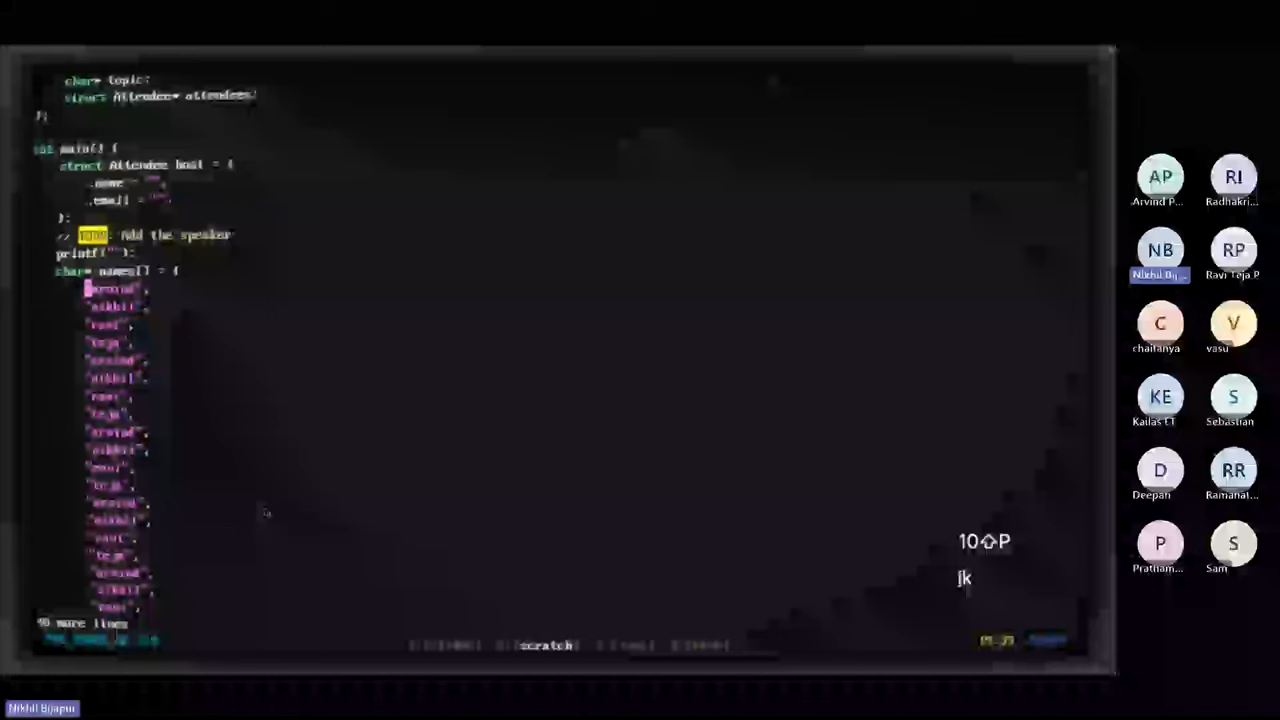 char* topic;
struct Attendee* attendees;
};
int main() {
struct Attendee host = {
.name = "",
.email = "",
};
// TODO: Add the speaker
printf("");
char* names[] = {
"arvind",
"nikhil",
"ravi",
"teja",
"arvind",
"nikhil",
"ravi",
"teja",
"arvind",
"nikhil",
"ravi",
"teja",
"arvind",
"nikhil",
"ravi",
"teja",
"arvind",
"nikhil",
"ravi",
more lines
scratch
10⇧P
jk
AP
Arvind P...
RI
Radhakri...
NB
Nikhil Bij...
RP
Ravi Teja P
C
chaitanya
V
vasu
KE
Kailas
S
Sebastian
D
Deepan
RR
Ramanat...
P
Pratham...
S
Sam
Nikhil Bijapur